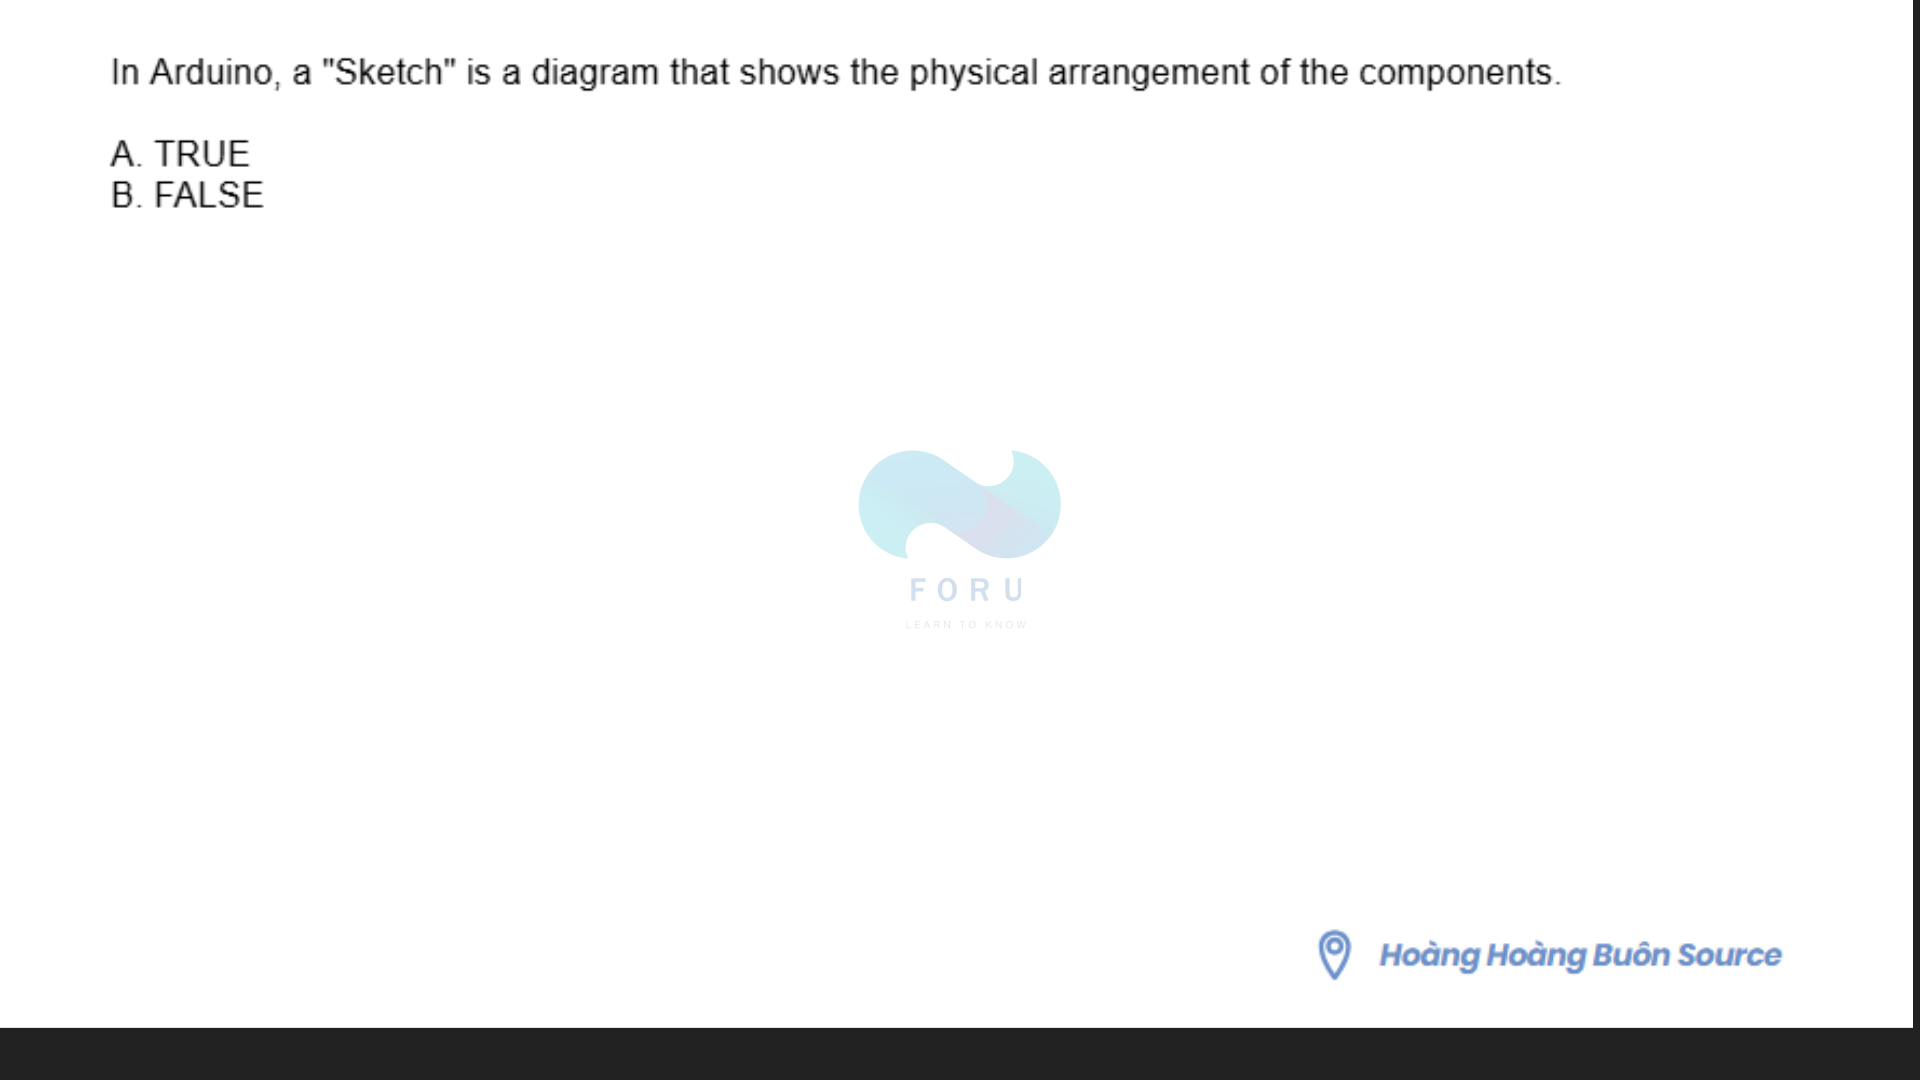 In Arduino, a "Sketch" is a diagram that shows the physical arrangement of the components.
A. TRUE
B. FALSE
FORU
LEARN TO KNOW
Hoàng Hoàng Buôn Source